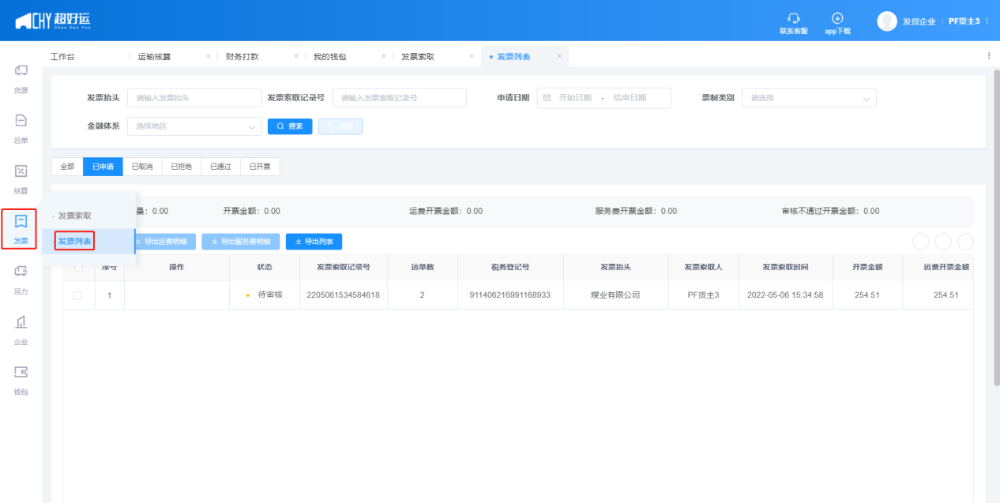 CHY 超好运
Chao Hao Yun
联系客服
app下载
发货企业
PF货主3
工作台
运输核算
财务打款
我的钱包
发票索取
发票列表
货源
运单
结算
发票
运力
企业
钱包
发票抬头 请输入发票抬头 发票索取记录号 请输入发票索取记录号 申请日期 开始日期 - 结束日期 票制类别 请选择
金融体系 选择地区 搜索 重置
全部 已申请 已取消 已拒绝 已通过 已开票
· 发票索取
· 发票列表
量: 0.00 开票金额: 0.00 运费开票金额: 0.00 服务费开票金额: 0.00 审核不通过开票金额: 0.00
导出运费明细 导出服务费明细 导出列表
序号 操作 状态 发票索取记录号 运单数 税务登记号 发票抬头 发票索取人 发票索取时间 开票金额 运费开票金额
1 待审核 2205061534584618 2 911406216991168933 煤业有限公司 PF货主3 2022-05-06 15:34:58 254.51 254.51